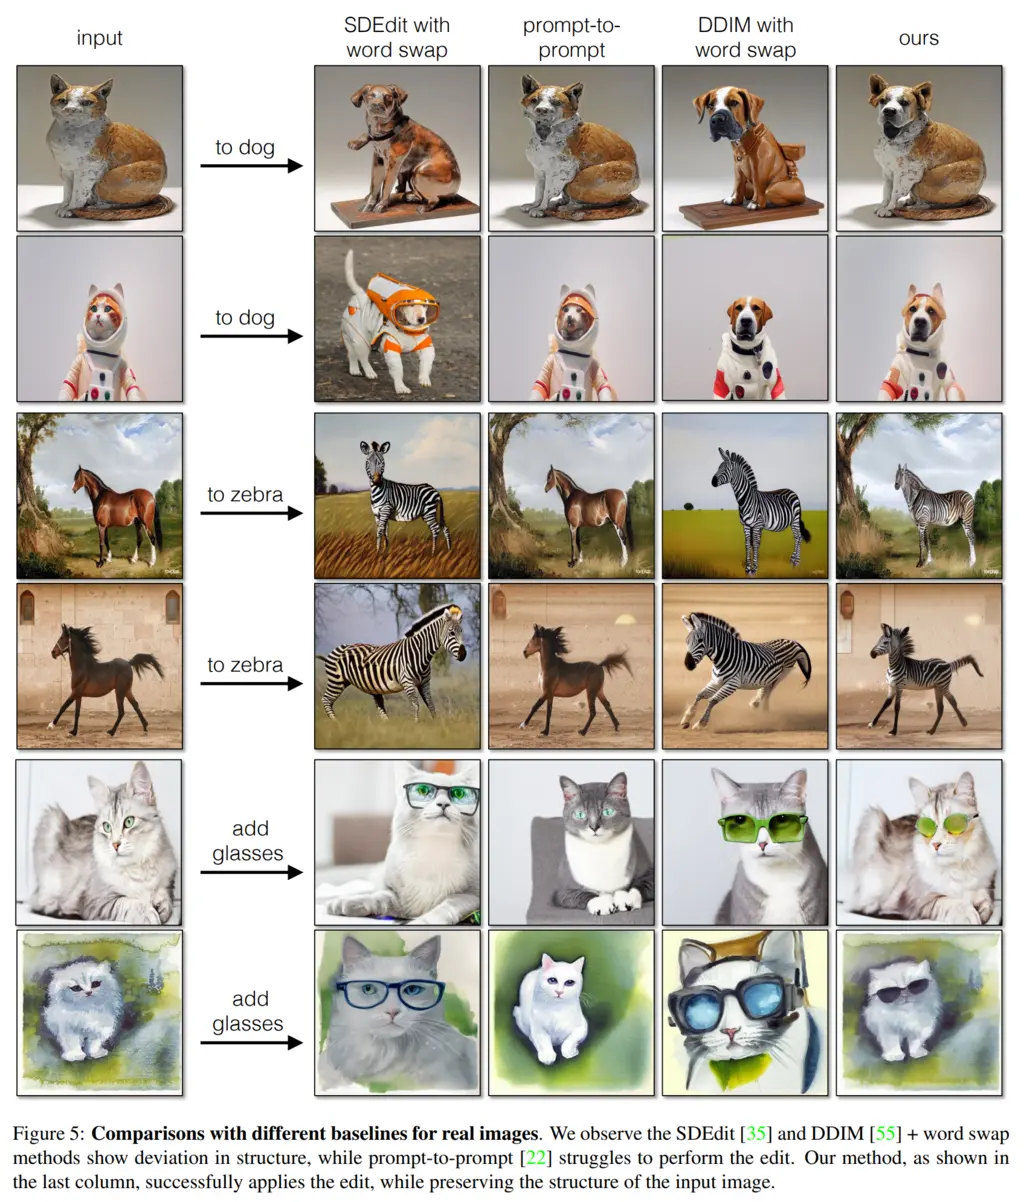 input
SDEdit with
word swap
prompt-to-
prompt
DDIM with
word swap
ours
to dog
to dog
to zebra
to zebra
add
glasses
add
glasses
Figure 5: Comparisons with different baselines for real images. We observe the SDEdit [35] and DDIM [55] + word swap
methods show deviation in structure, while prompt-to-prompt [22] struggles to perform the edit. Our method, as shown in
the last column, successfully applies the edit, while preserving the structure of the input image.